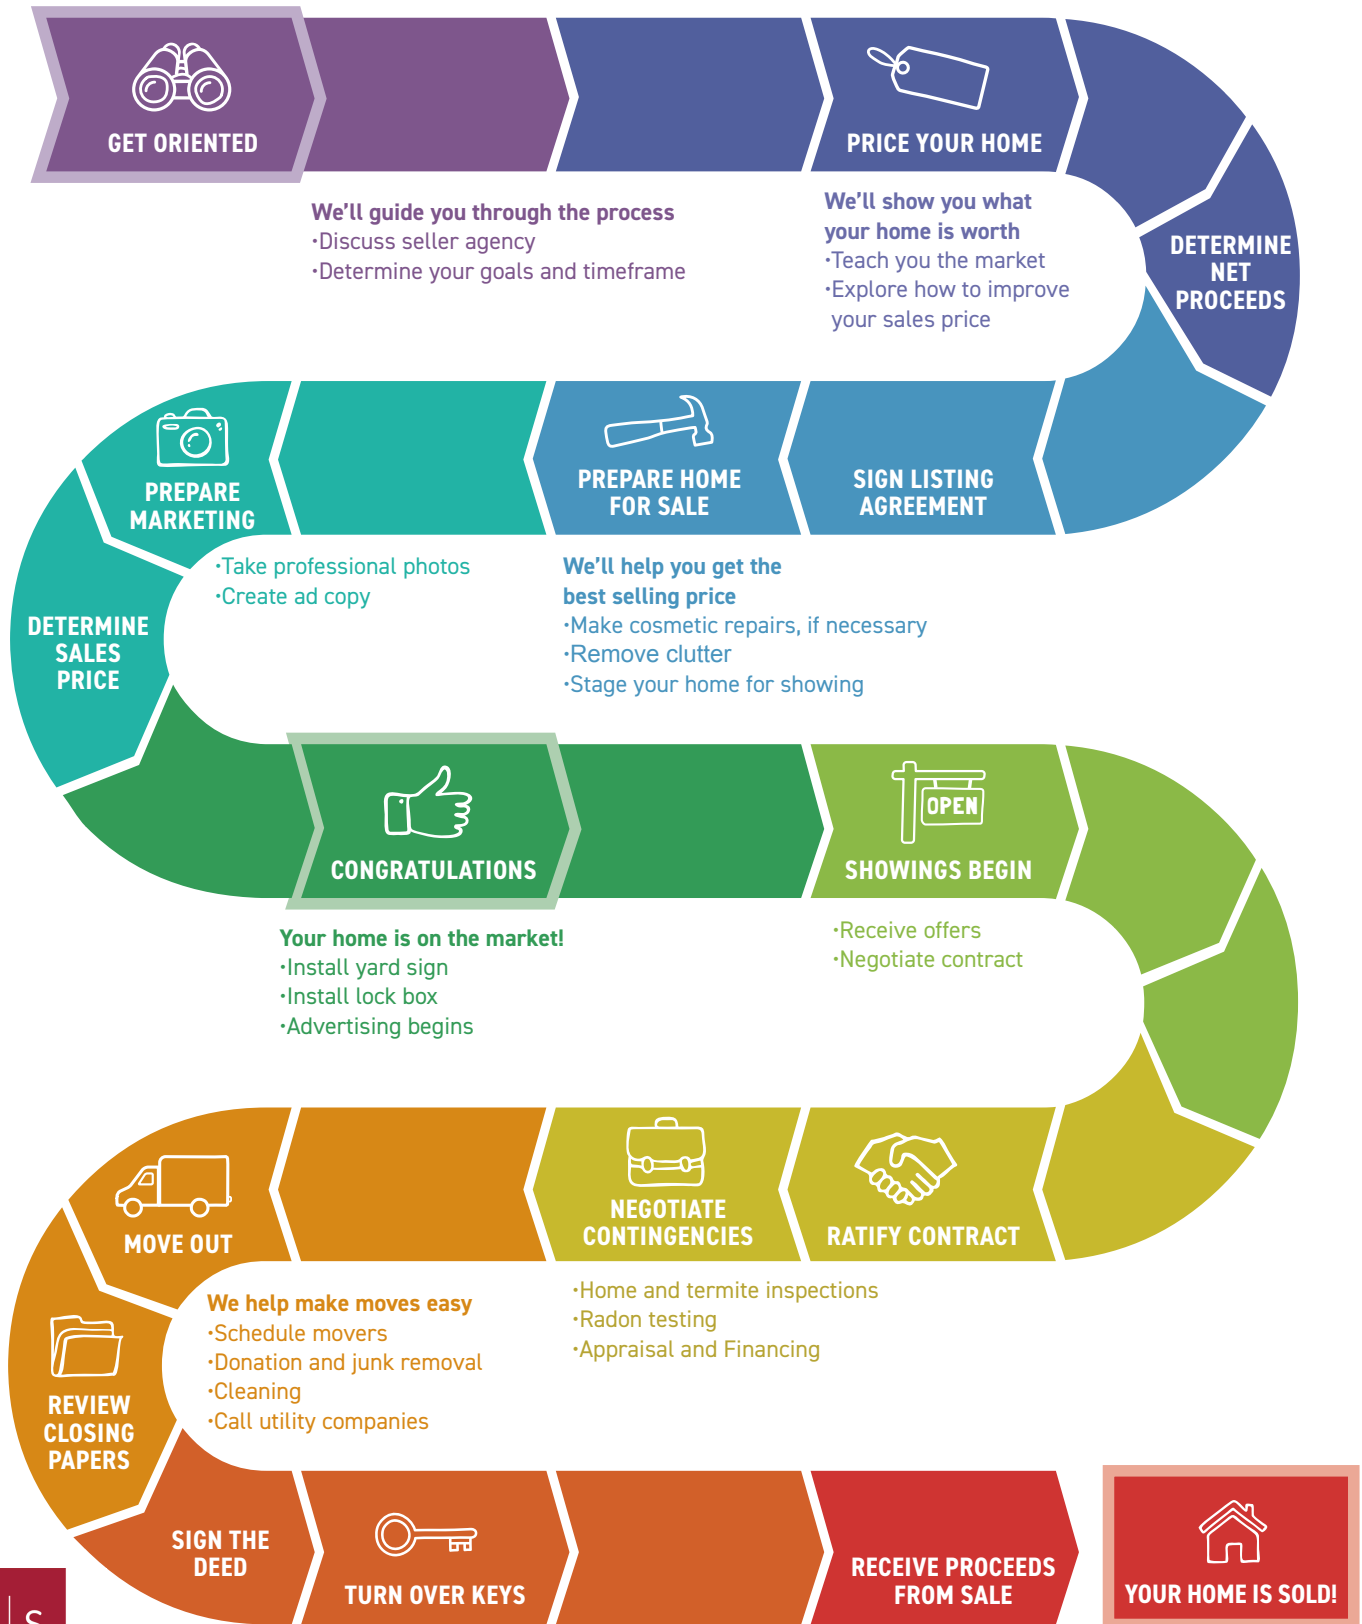 GET ORIENTED
We'll guide you through the process
·Discuss seller agency
·Determine your goals and timeframe
PRICE YOUR HOME
We'll show you what
your home is worth
·Teach you the market
·Explore how to improve
your sales price
DETERMINE
NET
PROCEEDS
SIGN LISTING
AGREEMENT
PREPARE HOME
FOR SALE
We'll help you get the
best selling price
·Make cosmetic repairs, if necessary
·Remove clutter
·Stage your home for showing
PREPARE
MARKETING
·Take professional photos
·Create ad copy
DETERMINE
SALES
PRICE
CONGRATULATIONS
Your home is on the market!
·Install yard sign
·Install lock box
·Advertising begins
OPEN
SHOWINGS BEGIN
·Receive offers
·Negotiate contract
RATIFY CONTRACT
NEGOTIATE
CONTINGENCIES
·Home and termite inspections
·Radon testing
·Appraisal and Financing
MOVE OUT
We help make moves easy
·Schedule movers
·Donation and junk removal
·Cleaning
·Call utility companies
REVIEW
CLOSING
PAPERS
SIGN THE
DEED
TURN OVER KEYS
RECEIVE PROCEEDS
FROM SALE
YOUR HOME IS SOLD!